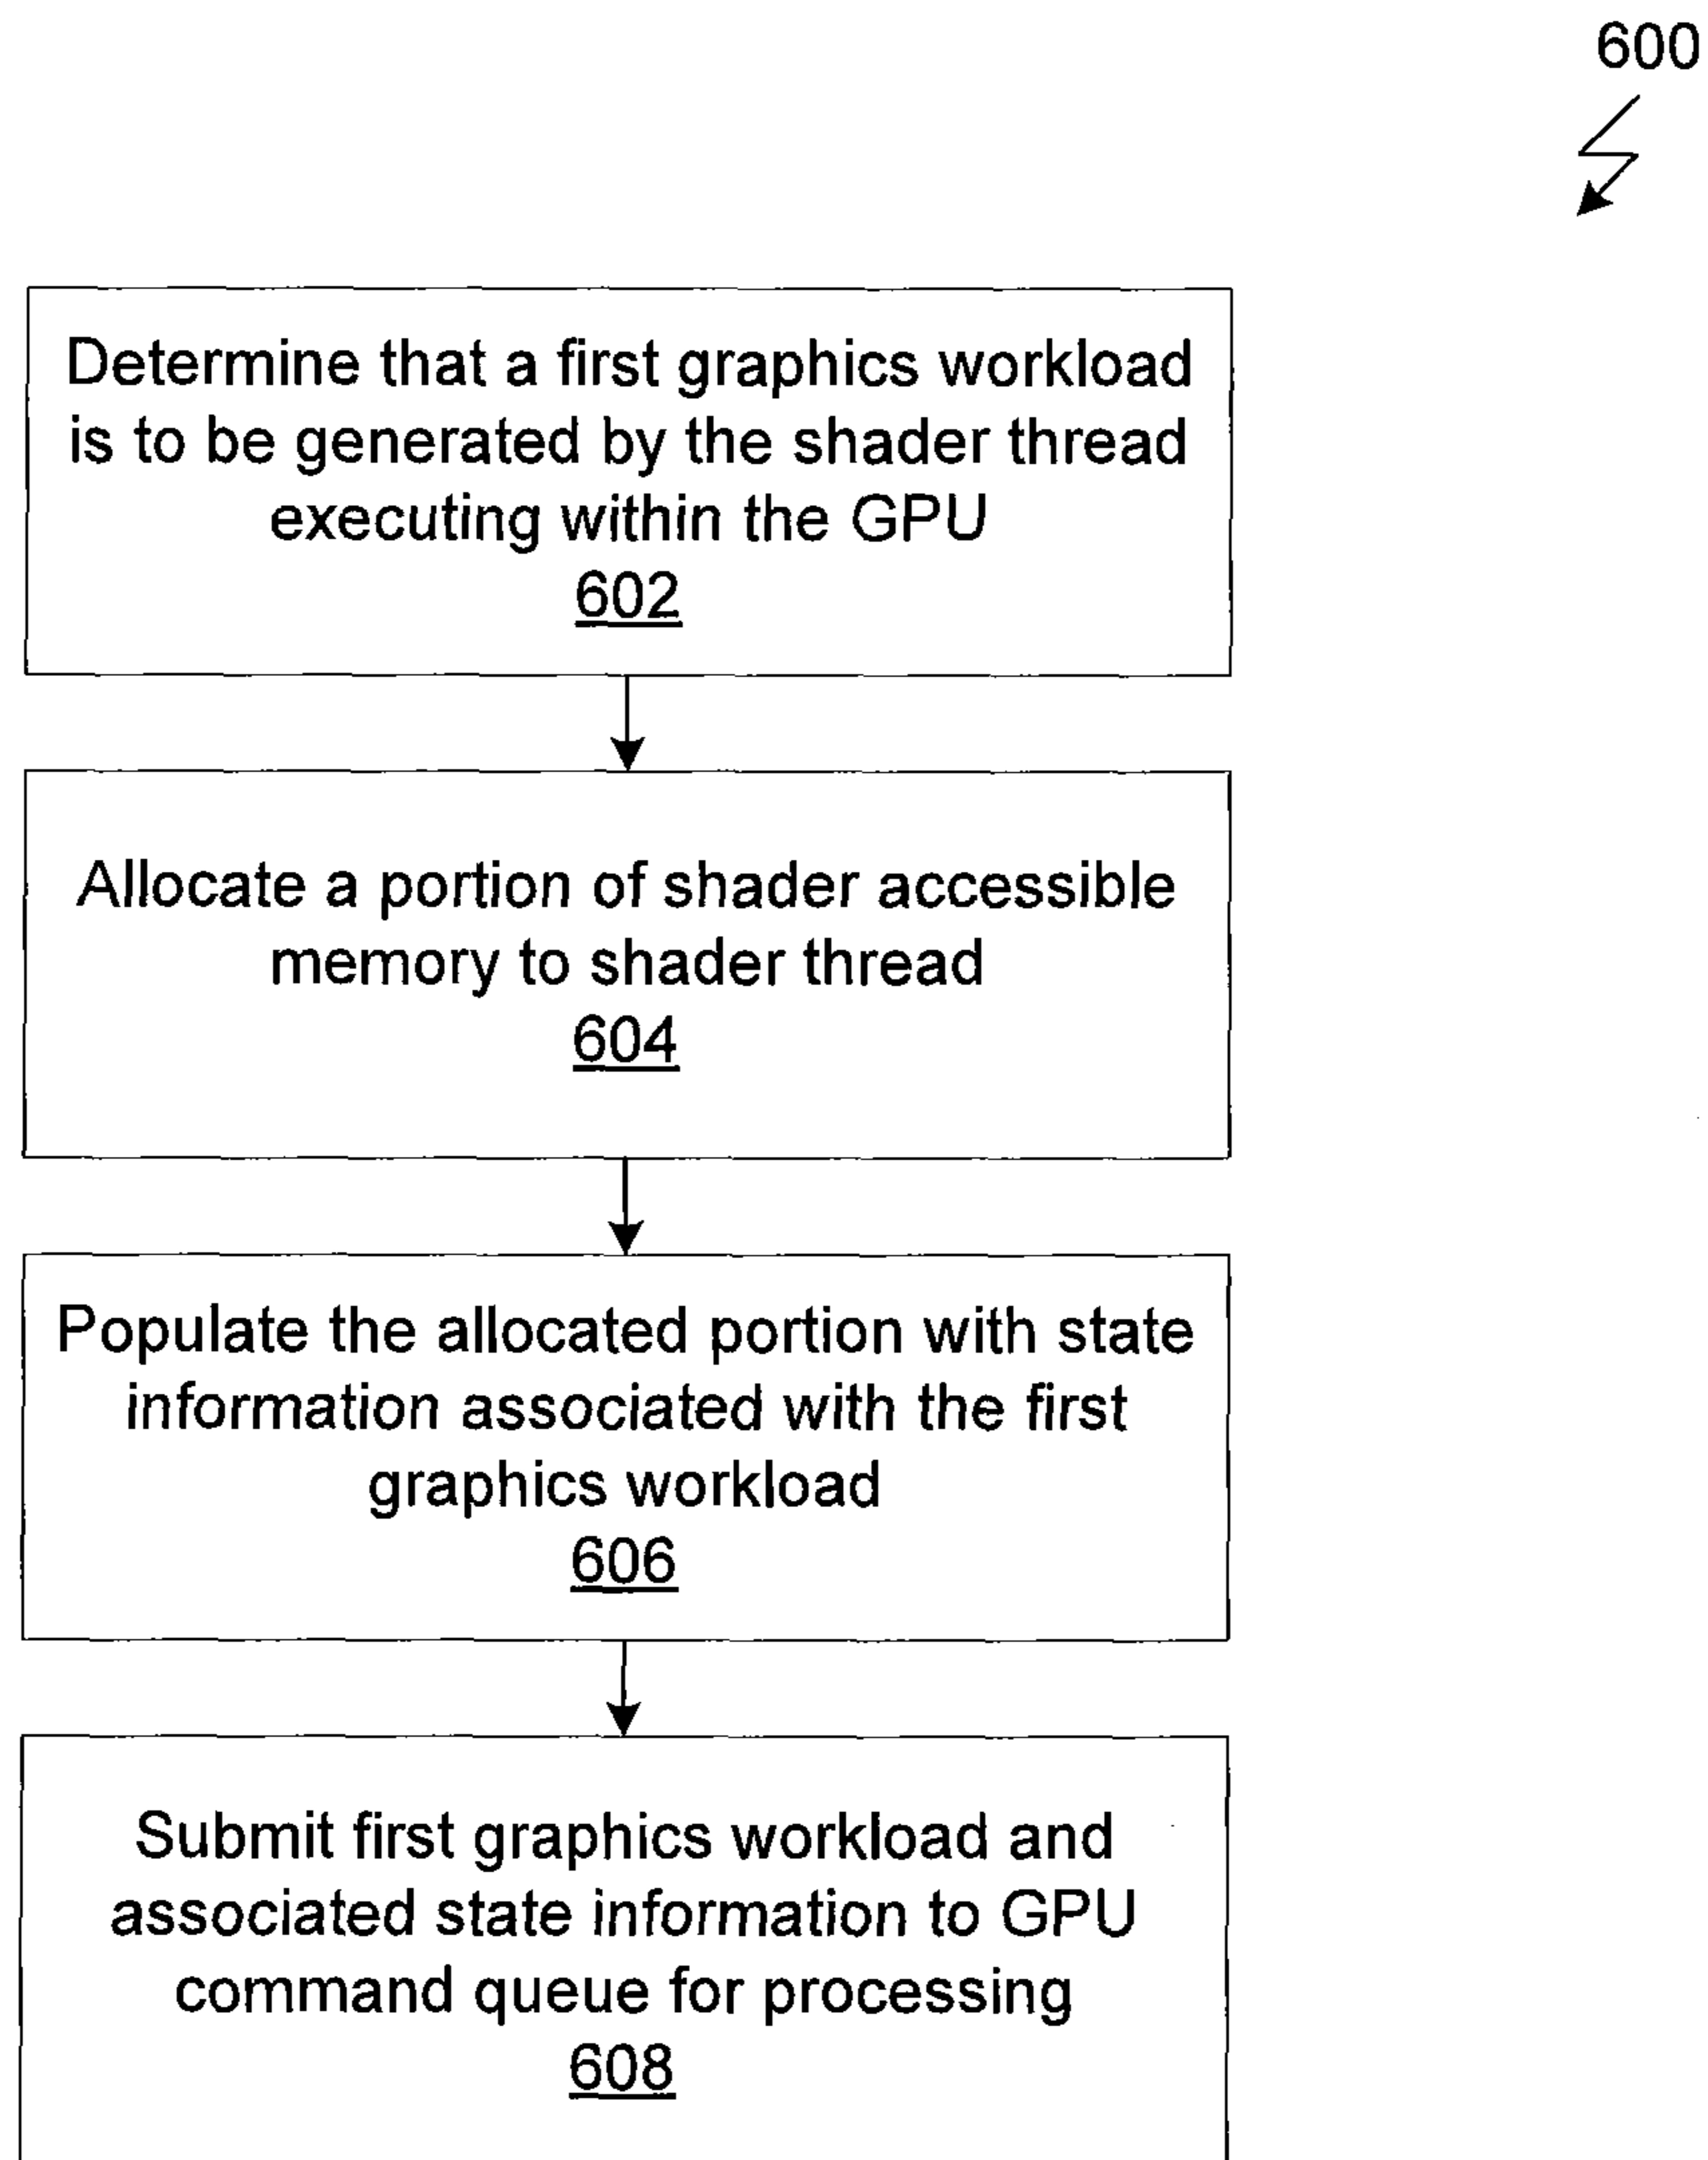 600
Determine that a first graphics workload
is to be generated by the shader thread
executing within the GPU
602
Allocate a portion of shader accessible
memory to shader thread
604
Populate the allocated portion with state
information associated with the first
graphics workload
606
Submit first graphics workload and
associated state information to GPU
command queue for processing
608